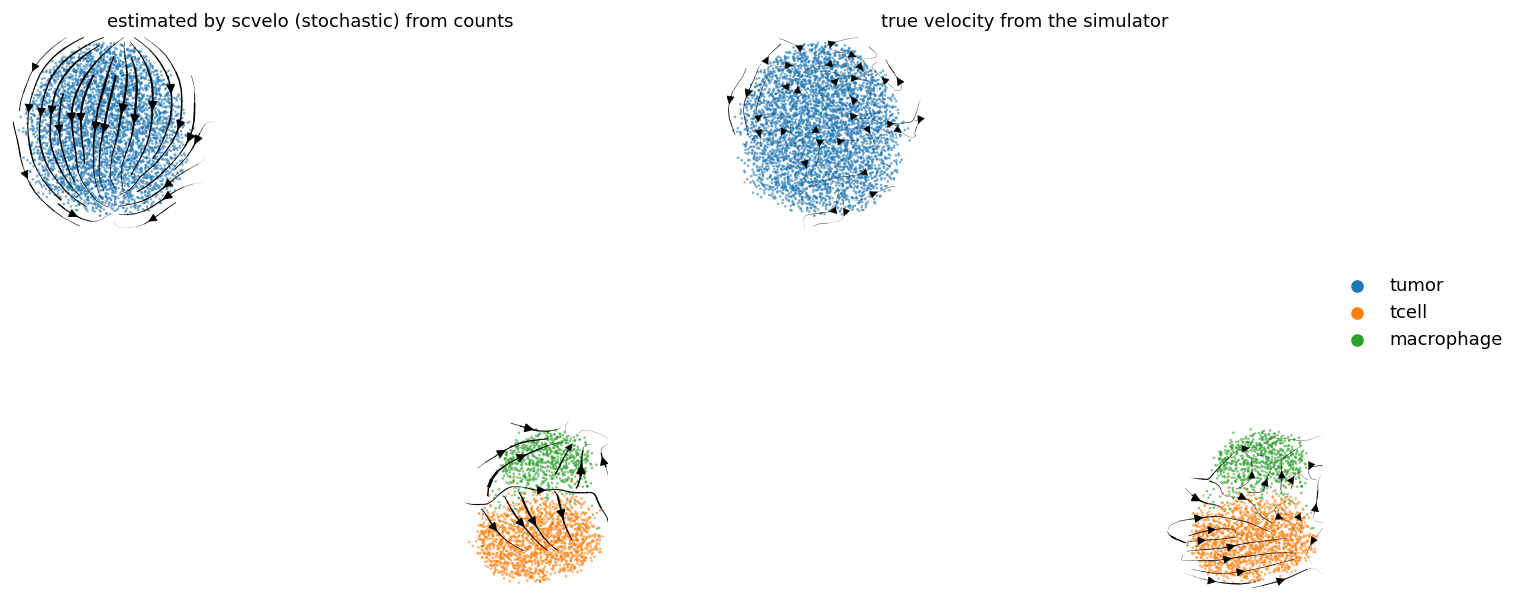 estimated by scvelo (stochastic) from counts
true velocity from the simulator
tumor
tcell
macrophage